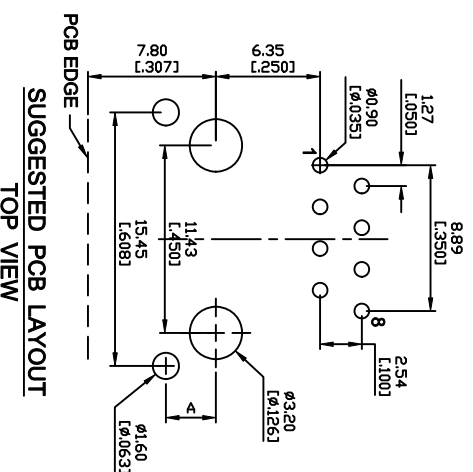 8.89
[.350]
1.27
[.050]
Ø0.90
[Ø.035]
6.35
[.250]
7.80
[.307]
1
8
2.54
[.100]
11.43
[.450]
15.45
[.608]
Ø3.20
[Ø.126]
A
Ø1.60
[Ø.063]
PCB EDGE
SUGGESTED PCB LAYOUT
TOP VIEW